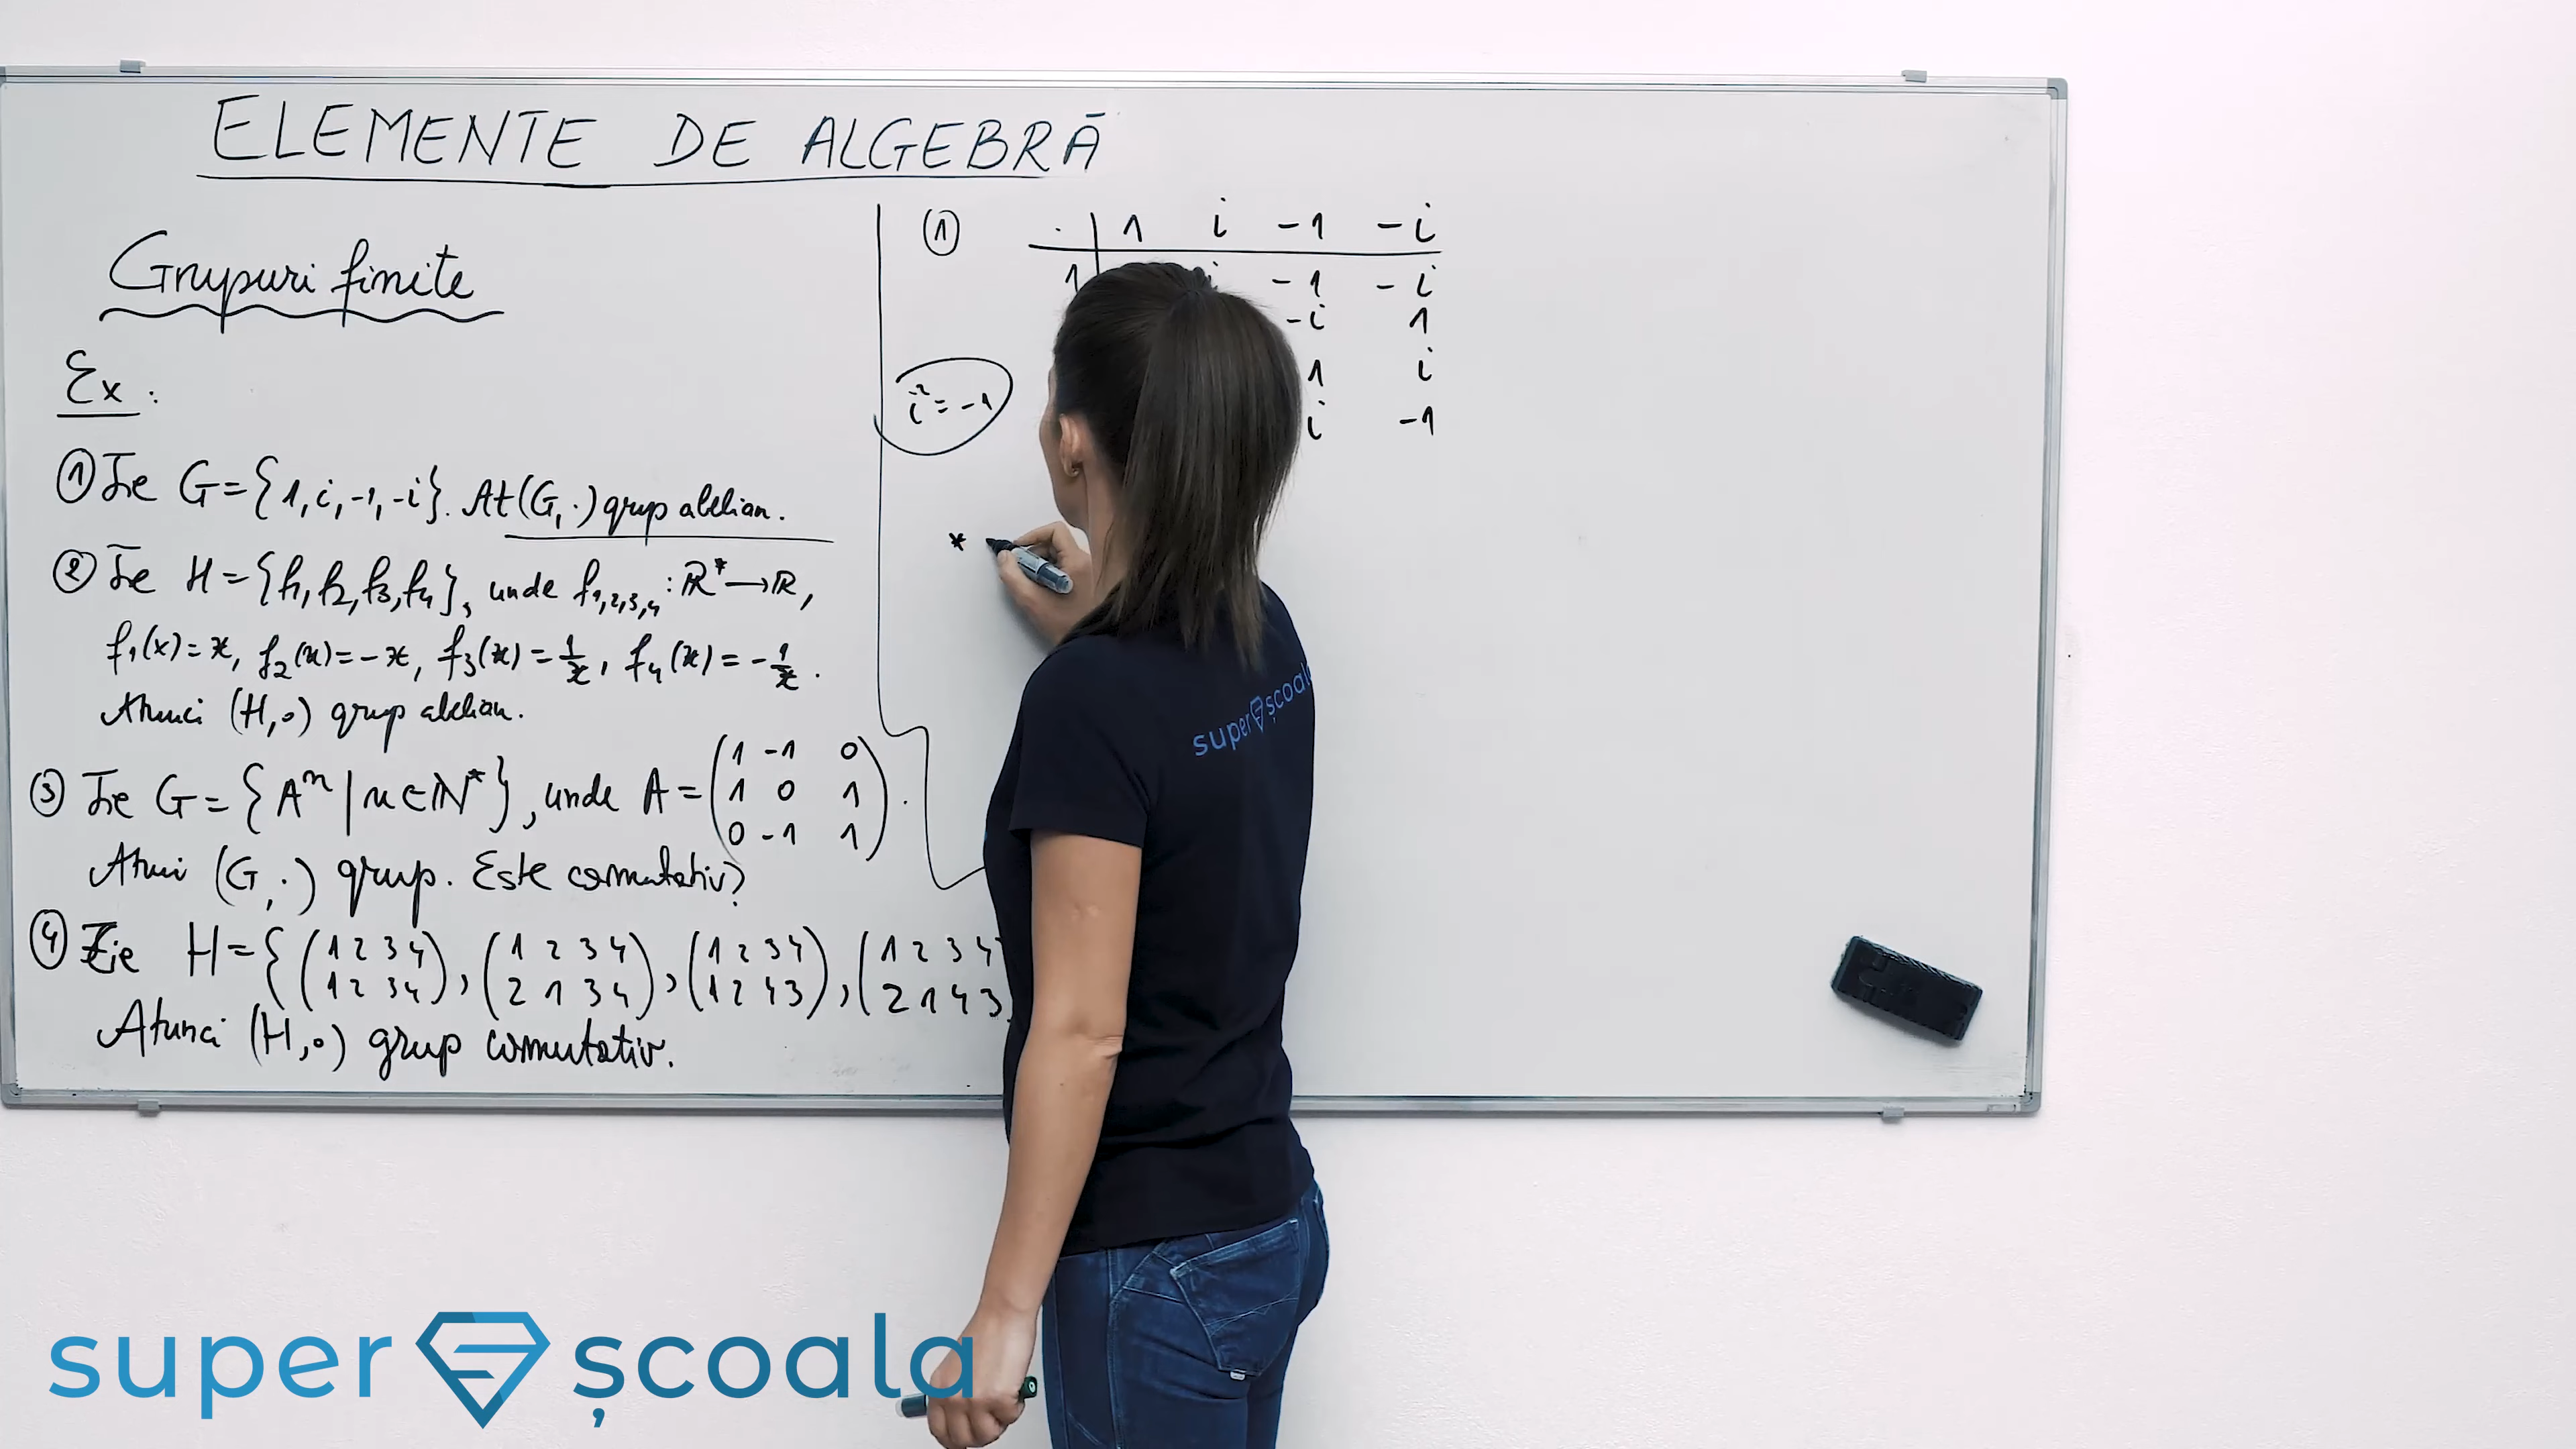 ELEMENTE DE ALGEBRĂ
Grupuri finite
Ex:
① Fie G={1,i,-1,-i}. At (G,·) grup abelian.
② Fie H={f1,f2,f3,f4}, unde f1,2,3,4:ℝ*→ℝ,
f1(x)=x, f2(x)=-x, f3(x)=1/x, f4(x)=-1/x.
Atunci (H,∘) grup abelian.
③ Fie G={Aⁿ|n∈ℕ*}, unde A=
(1 -1 0
1 0 1
0 -1 1).
Atunci (G,·) grup. Este comutativ?
④ Fie H={(1 2 3 4), (1 2 3 4), (1 2 3 4), (1 2 3 4
(1 2 3 4), (2 1 3 4), (1 2 4 3), (2 1 4 3
Atunci (H,∘) grup comutativ.
①
· | 1 i -1 -i
1 | i -1 -i
-i 1
1 i
i -1
i²=-1
*
super școala
super școala